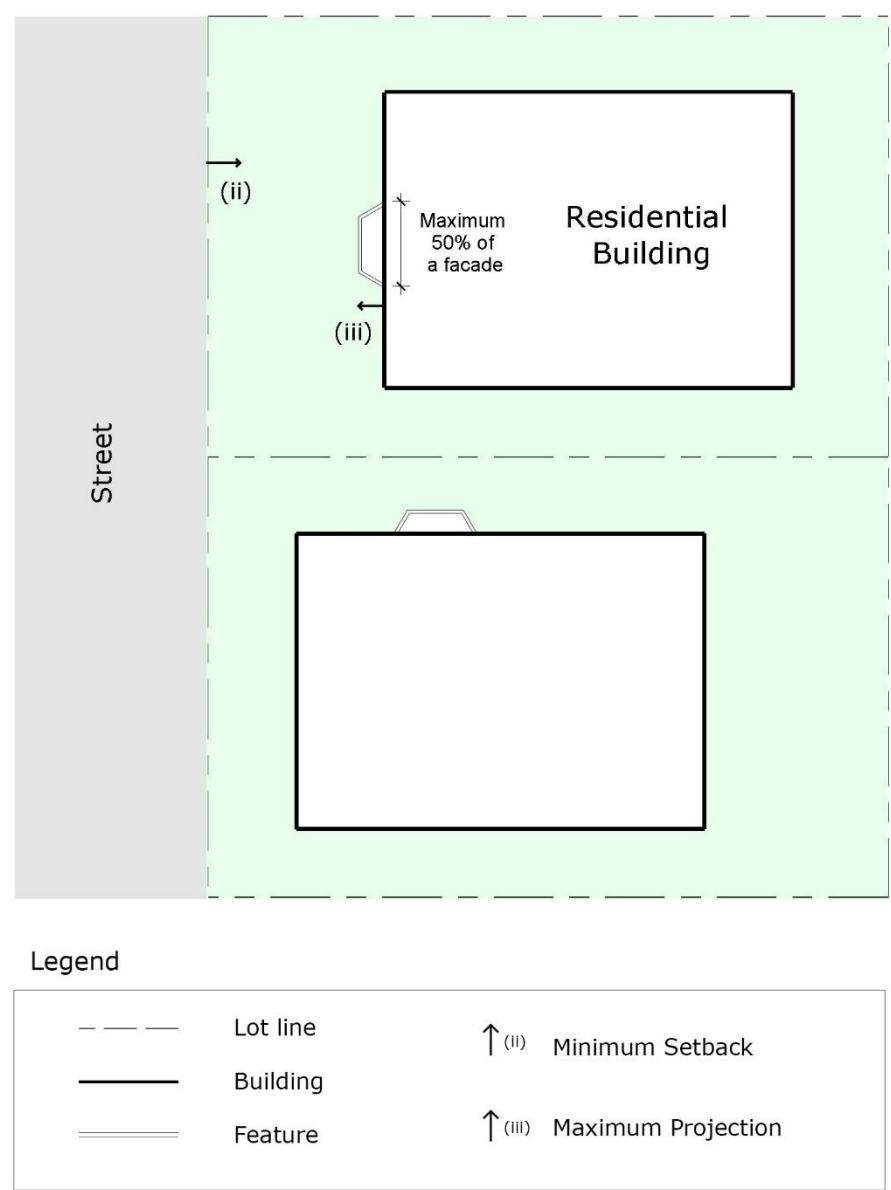 (ii)
Maximum
50% of
a facade
Residential
Building
(iii)
Street
Legend
Lot line
(ii) Minimum Setback
Building
Feature
(iii) Maximum Projection